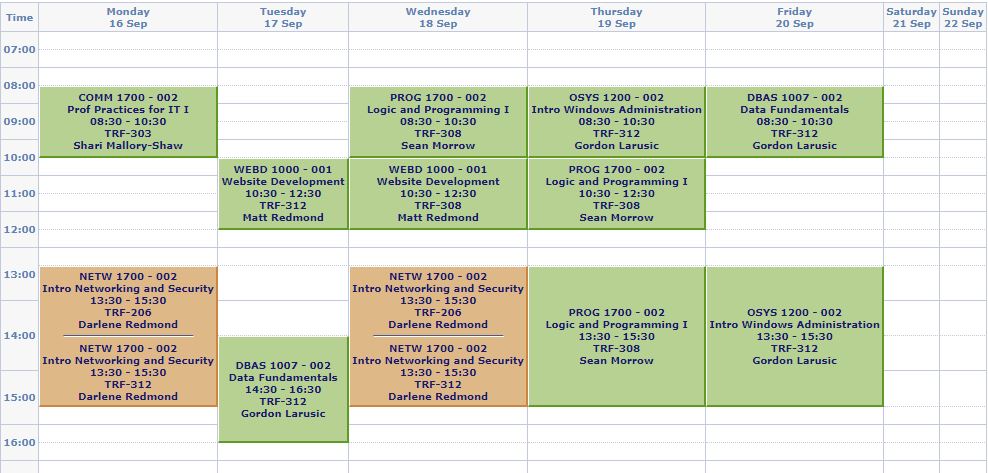 Time
Monday
16 Sep
Tuesday
17 Sep
Wednesday
18 Sep
Thursday
19 Sep
Friday
20 Sep
Saturday
21 Sep
Sunday
22 Sep
07:00
08:00
COMM 1700 - 002
Prof Practices for IT I
08:30 - 10:30
TRF-303
Shari Mallory-Shaw
PROG 1700 - 002
Logic and Programming I
08:30 - 10:30
TRF-308
Sean Morrow
OSYS 1200 - 002
Intro Windows Administration
08:30 - 10:30
TRF-312
Gordon Larusic
DBAS 1007 - 002
Data Fundamentals
08:30 - 10:30
TRF-312
Gordon Larusic
09:00
10:00
WEBD 1000 - 001
Website Development
10:30 - 12:30
TRF-312
Matt Redmond
WEBD 1000 - 001
Website Development
10:30 - 12:30
TRF-308
Matt Redmond
PROG 1700 - 002
Logic and Programming I
10:30 - 12:30
TRF-308
Sean Morrow
11:00
12:00
13:00
NETW 1700 - 002
Intro Networking and Security
13:30 - 15:30
TRF-206
Darlene Redmond
NETW 1700 - 002
Intro Networking and Security
13:30 - 15:30
TRF-312
Darlene Redmond
NETW 1700 - 002
Intro Networking and Security
13:30 - 15:30
TRF-206
Darlene Redmond
NETW 1700 - 002
Intro Networking and Security
13:30 - 15:30
TRF-312
Darlene Redmond
PROG 1700 - 002
Logic and Programming I
13:30 - 15:30
TRF-308
Sean Morrow
OSYS 1200 - 002
Intro Windows Administration
13:30 - 15:30
TRF-312
Gordon Larusic
14:00
DBAS 1007 - 002
Data Fundamentals
14:30 - 16:30
TRF-312
Gordon Larusic
15:00
16:00